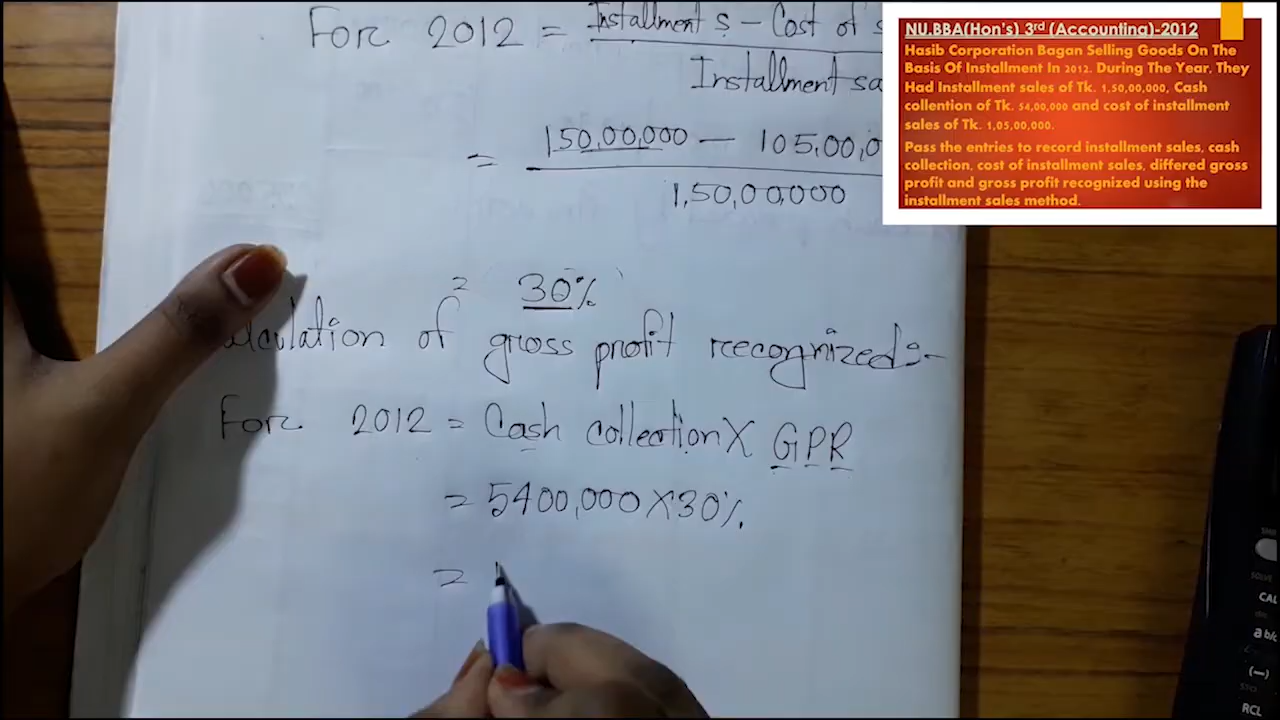 For 2012 = Installment s - Cost of s
Installment sa
= 150,00,000 - 105,00,0
1,50,00,000
= 30%
alculation of gross profit recognized:-
For 2012 = Cash collection X GPR
= 5400,000 X 30%
=
NU.BBA(Hon's) 3rd (Accounting)-2012
Hasib Corporation Bagan Selling Goods On The
Basis Of Installment In 2012. During The Year, They
Had Installment sales of Tk. 1,50,00,000, Cash
collention of Tk. 54,00,000 and cost of installment
sales of Tk. 1,05,00,000.
Pass the entries to record installment sales, cash
collection, cost of installment sales, differed gross
profit and gross profit recognized using the
installment sales method.
SOLVE
CAL
a b/c
(—)
STO
RCL